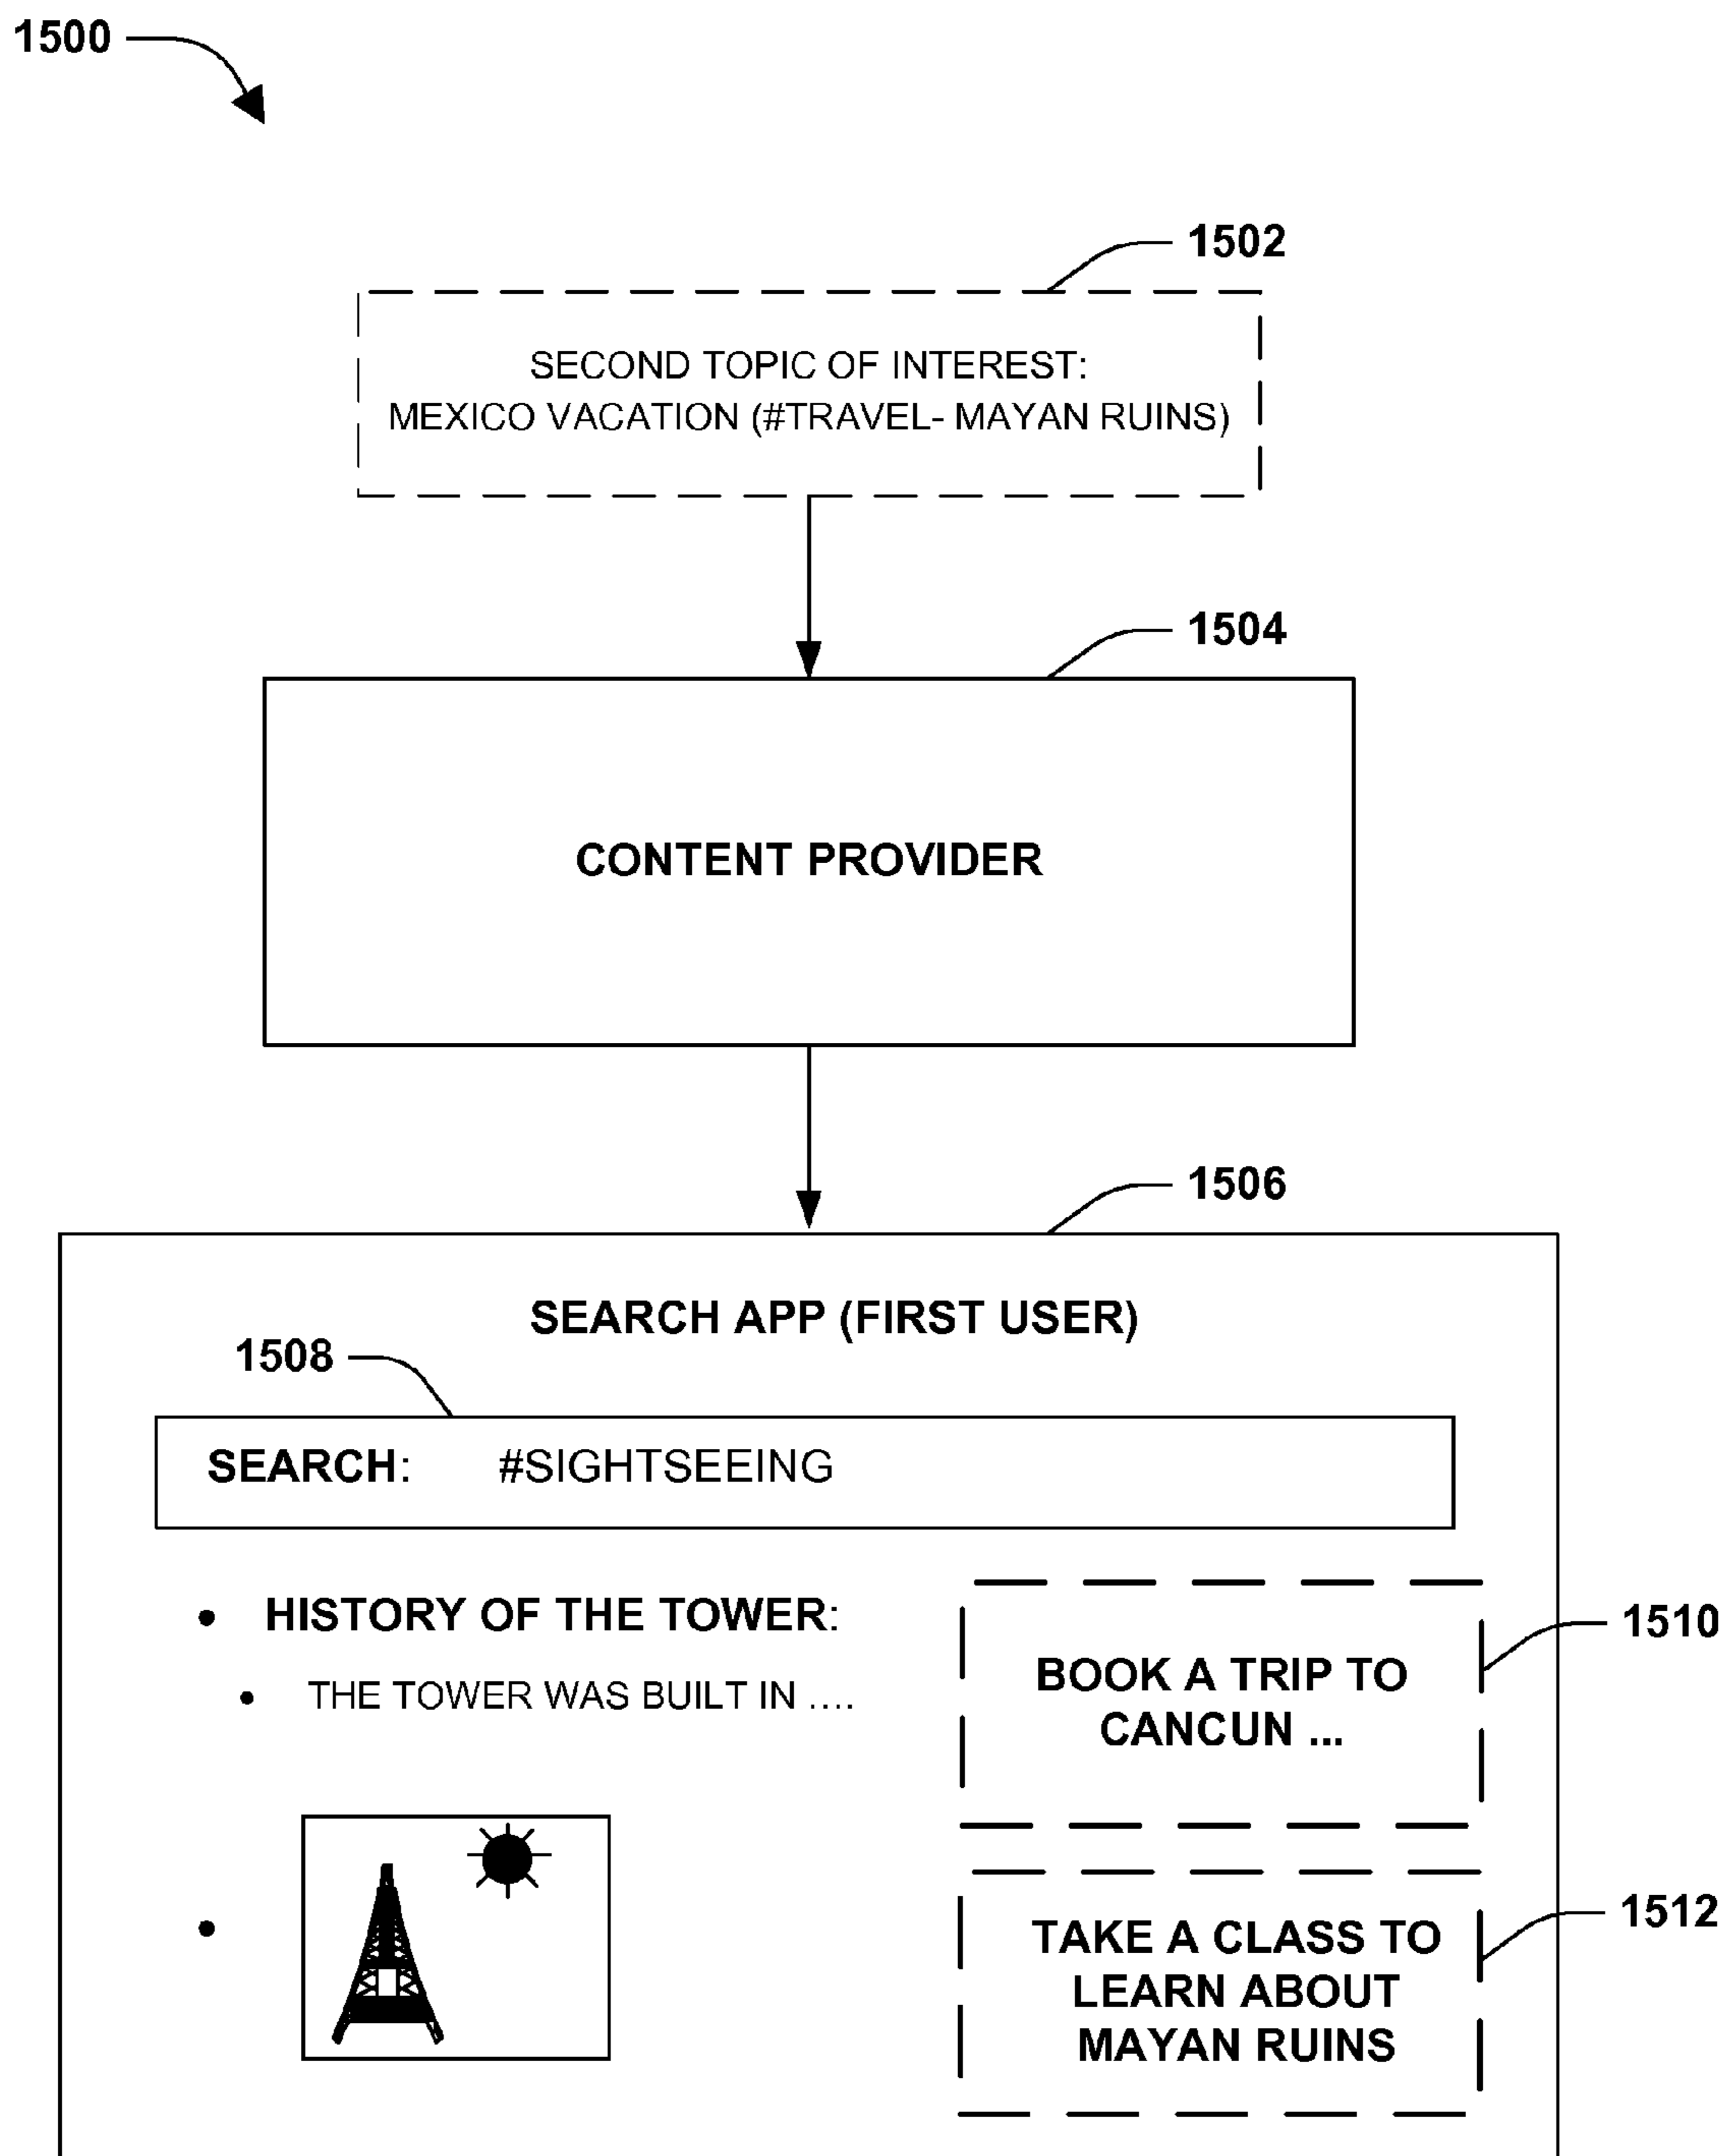 1500
1502
SECOND TOPIC OF INTEREST:
MEXICO VACATION (#TRAVEL- MAYAN RUINS)
1504
CONTENT PROVIDER
1506
SEARCH APP (FIRST USER)
1508
SEARCH: #SIGHTSEEING
• HISTORY OF THE TOWER:
• THE TOWER WAS BUILT IN ....
1510
BOOK A TRIP TO
CANCUN ...
1512
TAKE A CLASS TO
LEARN ABOUT
MAYAN RUINS